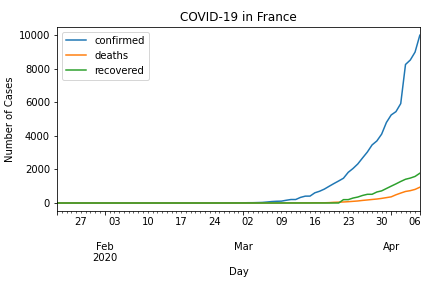 COVID-19 in France
confirmed
deaths
recovered
Number of Cases
10000
8000
6000
4000
2000
0
27 03 10 17 24 02 09 16 23 30 06
Feb Mar Apr
2020
Day